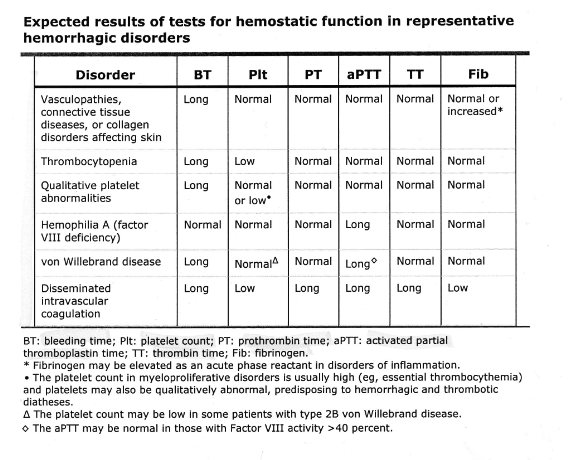 Expected results of tests for hemostatic function in representative
hemorrhagic disorders
Disorder BT Plt PT aPTT TT Fib
Vasculopathies, Long Normal Normal Normal Normal Normal or
connective tissue increased*
diseases, or collagen
disorders affecting skin
Thrombocytopenia Long Low Normal Normal Normal Normal
Qualitative platelet Long Normal Normal Normal Normal Normal
abnormalities or low•
Hemophilia A (factor Normal Normal Normal Long Normal Normal
VIII deficiency)
von Willebrand disease Long NormalΔ Normal Long◇ Normal Normal
Disseminated Long Low Long Long Long Low
intravascular
coagulation
BT: bleeding time; Plt: platelet count; PT: prothrombin time; aPTT: activated partial
thromboplastin time; TT: thrombin time; Fib: fibrinogen.
* Fibrinogen may be elevated as an acute phase reactant in disorders of inflammation.
• The platelet count in myeloproliferative disorders is usually high (eg, essential thrombocythemia)
and platelets may also be qualitatively abnormal, predisposing to hemorrhagic and thrombotic
diatheses.
Δ The platelet count may be low in some patients with type 2B von Willebrand disease.
◇ The aPTT may be normal in those with Factor VIII activity >40 percent.